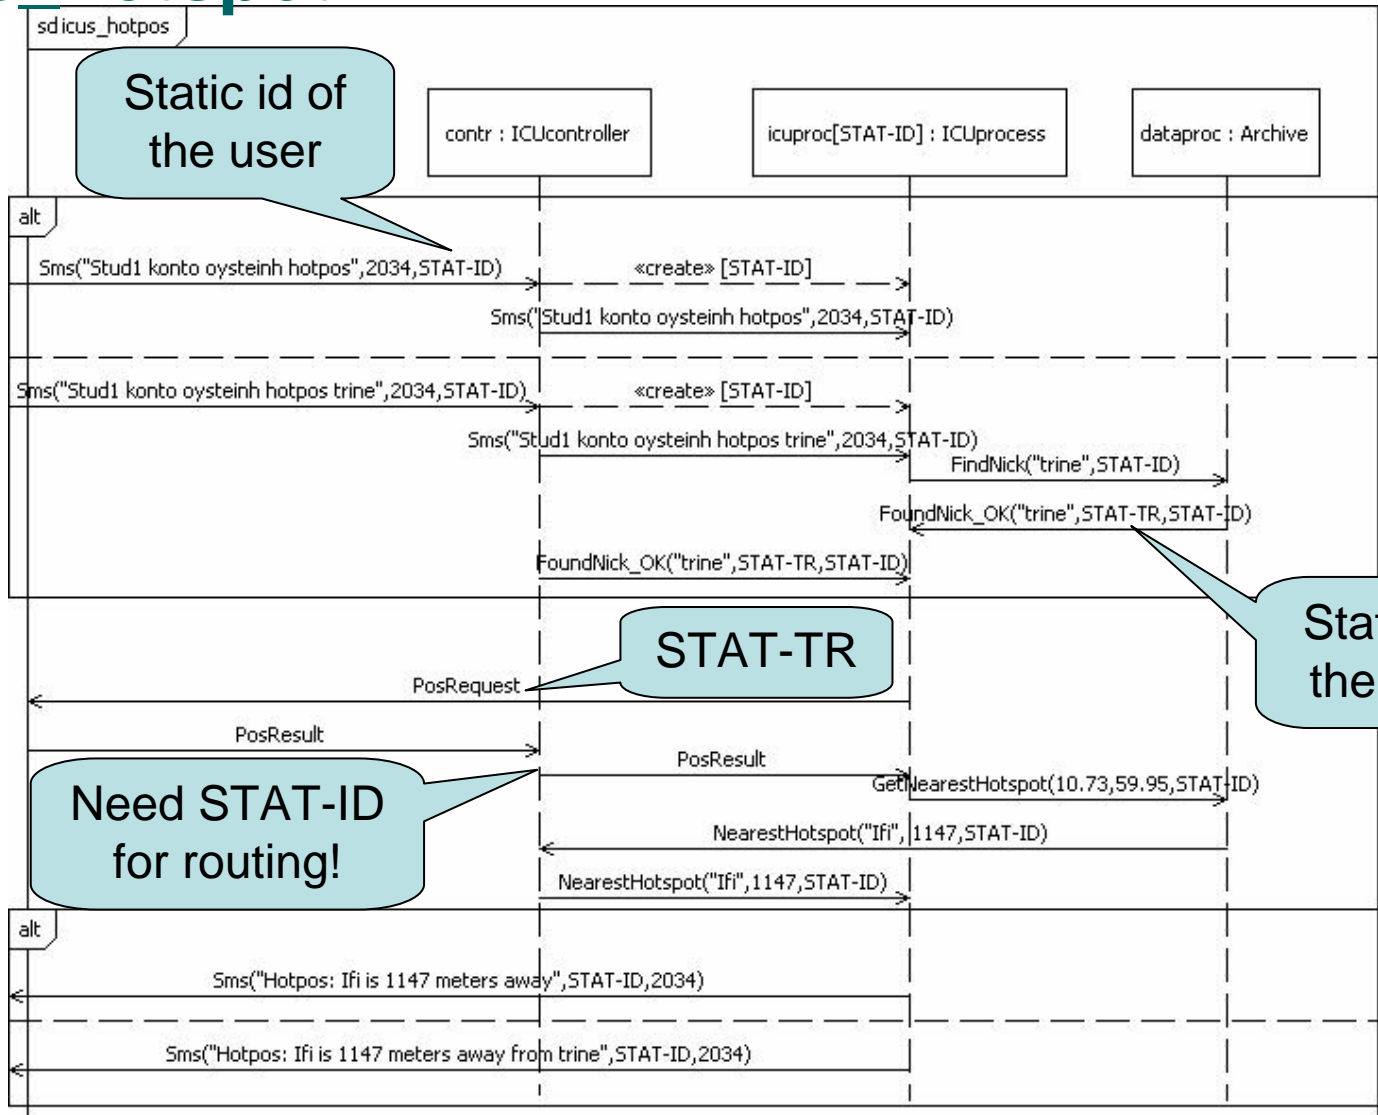 sd icus_hotpos
Static id of
the user
contr : ICUcontroller
icuproc[STAT-ID] : ICUprocess
dataproc : Archive
alt
Sms("Stud1 konto oysteinh hotpos",2034,STAT-ID)
«create» [STAT-ID]
Sms("Stud1 konto oysteinh hotpos",2034,STAT-ID)
Sms("Stud1 konto oysteinh hotpos trine",2034,STAT-ID)
«create» [STAT-ID]
Sms("Stud1 konto oysteinh hotpos trine",2034,STAT-ID)
FindNick("trine",STAT-ID)
FoundNick_OK("trine",STAT-TR,STAT-ID)
FoundNick_OK("trine",STAT-TR,STAT-ID)
the
STAT-TR
PosRequest
PosResult
PosResult
Need STAT-ID
for routing!
GetNearestHotspot(10.73,59.95,STAT-ID)
NearestHotspot("Ifi", 1147,STAT-ID)
NearestHotspot("Ifi",1147,STAT-ID)
alt
Sms("Hotpos: Ifi is 1147 meters away",STAT-ID,2034)
Sms("Hotpos: Ifi is 1147 meters away from trine",STAT-ID,2034)